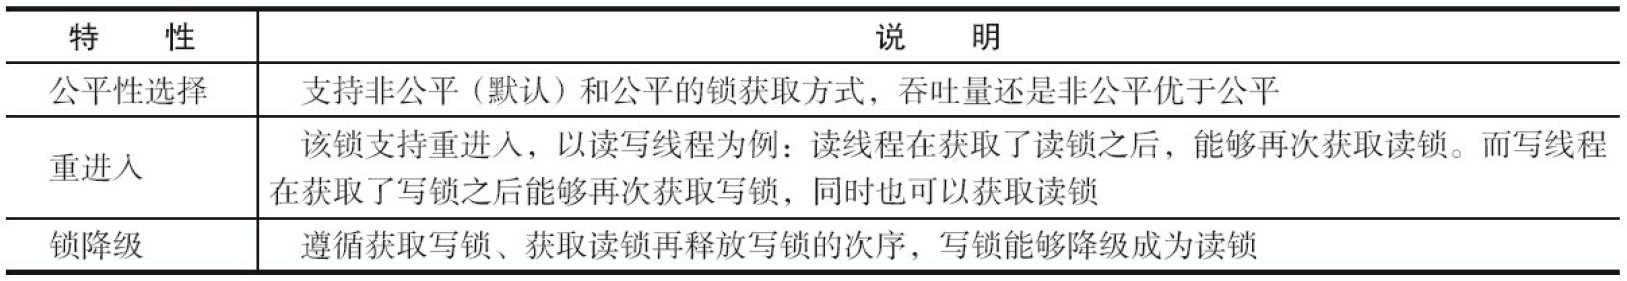 特 性 说 明
公平性选择 支持非公平（默认）和公平的锁获取方式，吞吐量还是非公平优于公平
重进入 该锁支持重进入，以读写线程为例：读线程在获取了读锁之后，能够再次获取读锁。而写线程
在获取了写锁之后能够再次获取写锁，同时也可以获取读锁
锁降级 遵循获取写锁、获取读锁再释放写锁的次序，写锁能够降级成为读锁